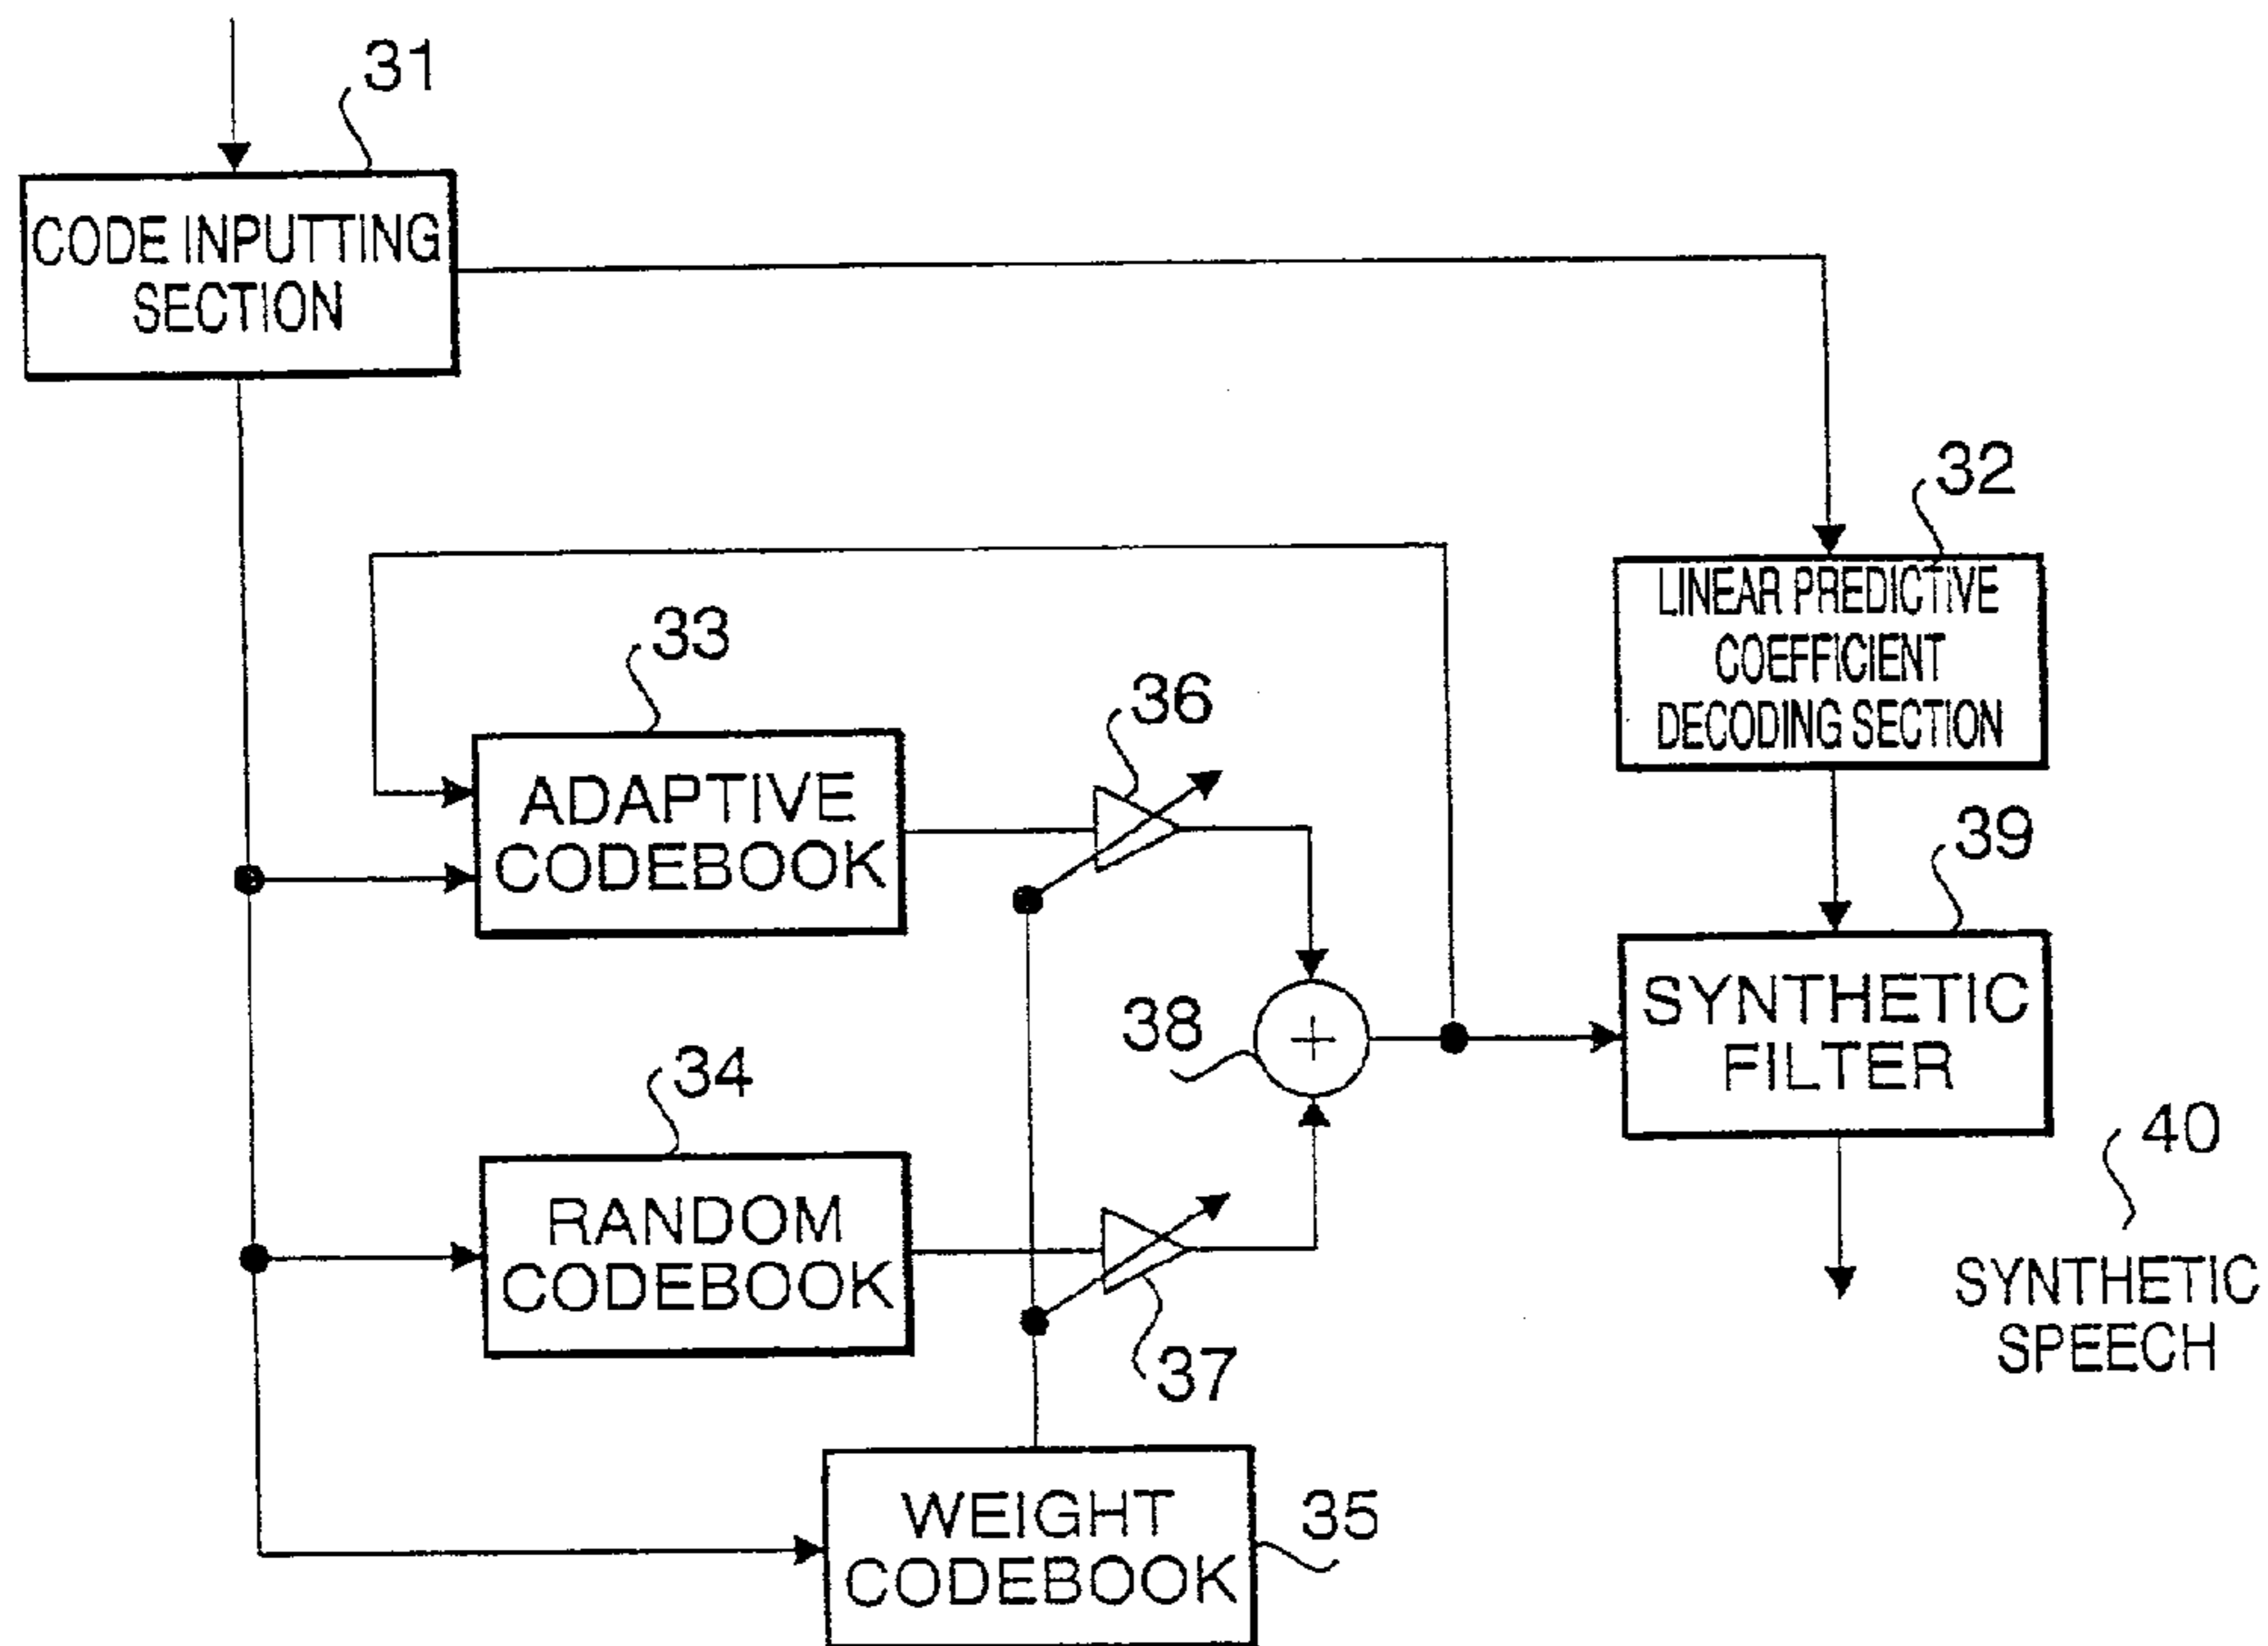 31
CODE INPUTTING
SECTION
32
LINEAR PREDICTIVE
COEFFICIENT
DECODING SECTION
33
ADAPTIVE
CODEBOOK
36
39
SYNTHETIC
FILTER
38
+
34
RANDOM
CODEBOOK
37
40
SYNTHETIC
SPEECH
WEIGHT
CODEBOOK
35